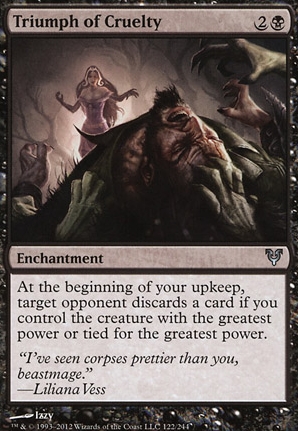 Triumph of Cruelty 2
Enchantment
At the beginning of your upkeep,
target opponent discards a card if you
control the creature with the greatest
power or tied for the greatest power.
“I’ve seen corpses prettier than you,
beastmage.”
—Liliana Vess
Izzy
™ & © 1993–2012 Wizards of the Coast LLC 122/244